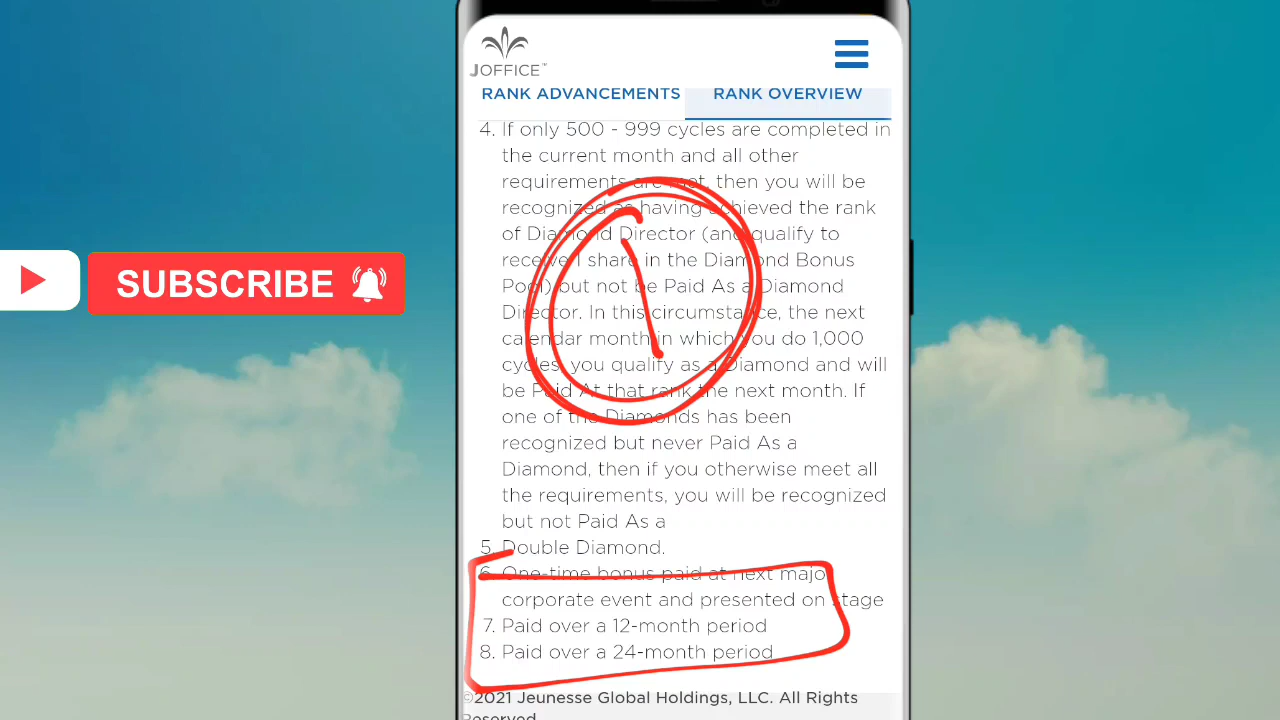 JOFFICE™
RANK ADVANCEMENTS
RANK OVERVIEW
4. If only 500 - 999 cycles are completed in
the current month and all other
requirements are met, then you will be
recognized as having achieved the rank
of Diamond Director (and qualify to
receive 1 share in the Diamond Bonus
Pool) but not be Paid As a Diamond
Director. In this circumstance, the next
calendar month in which you do 1,000
cycles, you qualify as a Diamond and will
be Paid At that rank the next month. If
one of the Diamonds has been
recognized but never Paid As a
Diamond, then if you otherwise meet all
the requirements, you will be recognized
but not Paid As a
5. Double Diamond.
6. One-time bonus paid at next major
corporate event and presented on stage
7. Paid over a 12-month period
8. Paid over a 24-month period
©2021 Jeunesse Global Holdings, LLC. All Rights
Reserved
SUBSCRIBE